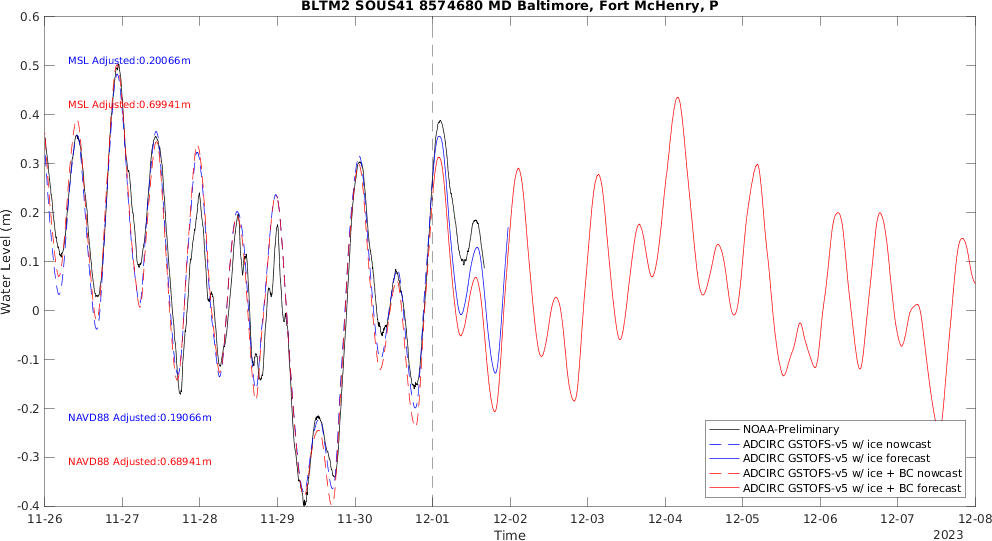 BLTM2 SOUS41 8574680 MD Baltimore, Fort McHenry, P
0.6
0.5
0.4
0.3
0.2
0.1
0
-0.1
-0.2
-0.3
-0.4
Water Level (m)
MSL Adjusted:0.20066m
MSL Adjusted:0.69941m
NAVD88 Adjusted:0.19066m
NAVD88 Adjusted:0.68941m
NOAA-Preliminary
ADCIRC GSTOFS-v5 w/ ice nowcast
ADCIRC GSTOFS-v5 w/ ice forecast
ADCIRC GSTOFS-v5 w/ ice + BC nowcast
ADCIRC GSTOFS-v5 w/ ice + BC forecast
11-26 11-27 11-28 11-29 11-30 12-01 12-02 12-03 12-04 12-05 12-06 12-07 12-08
Time
2023